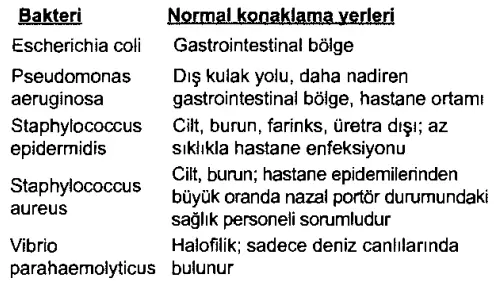 Bakteri Normal konaklama yerleri
Escherichia coli Gastrointestinal bölge
Pseudomonas Dış kulak yolu, daha nadiren
aeruginosa gastrointestinal bölge, hastane ortamı
Staphylococcus Cilt, burun, farinks, üretra dışı; az
epidermidis sıklıkla hastane enfeksiyonu
Cilt, burun; hastane epidemilerinden
Staphylococcus büyük oranda nazal portör durumundaki
aureus sağlık personeli sorumludur
Vibrio Halofilik; sadece deniz canlılarında
parahaemolyticus bulunur